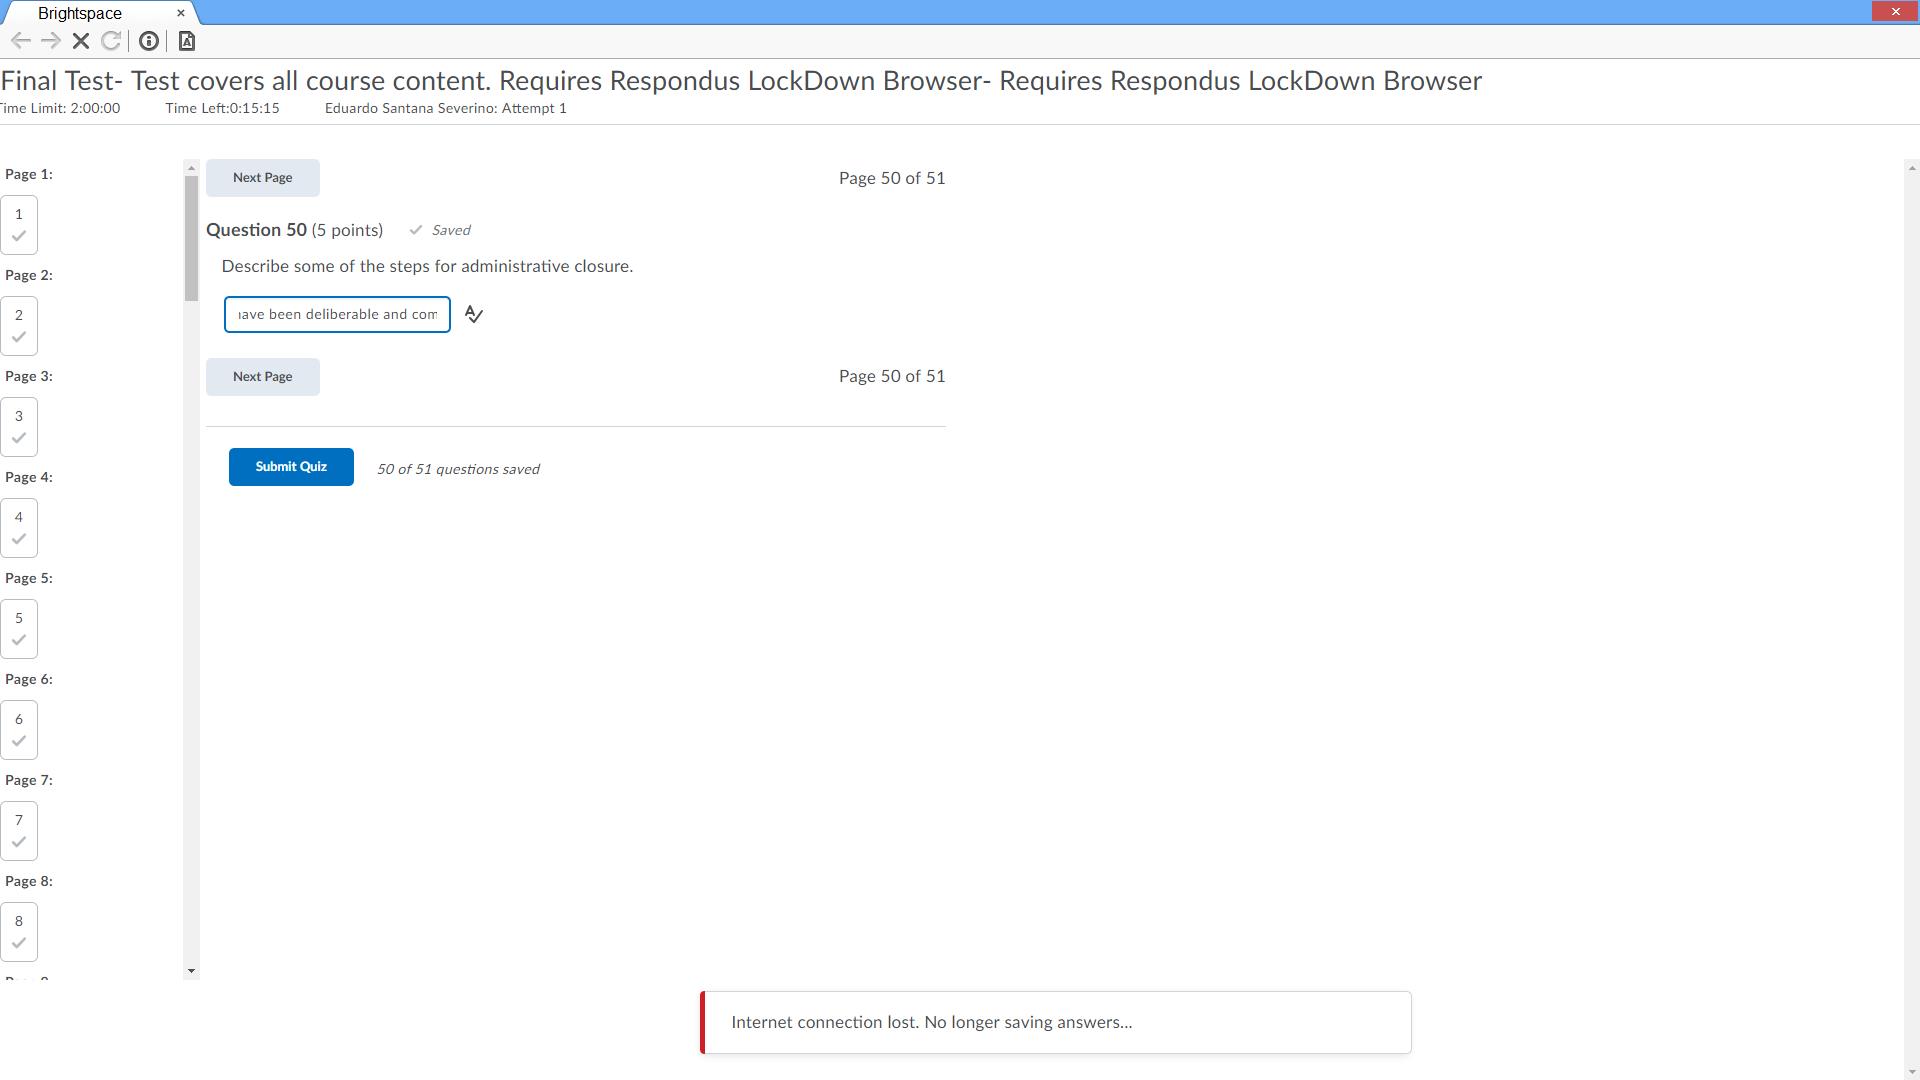 Brightspace
Final Test- Test covers all course content. Requires Respondus LockDown Browser- Requires Respondus LockDown Browser
Time Limit: 2:00:00 Time Left:0:15:15 Eduardo Santana Severino: Attempt 1
Page 1:
1
Page 2:
2
Page 3:
3
Page 4:
4
Page 5:
5
Page 6:
6
Page 7:
7
Page 8:
8
Next Page Page 50 of 51
Question 50 (5 points) Saved
Describe some of the steps for administrative closure.
have been deliberable and com
Next Page Page 50 of 51
Submit Quiz 50 of 51 questions saved
Internet connection lost. No longer saving answers...